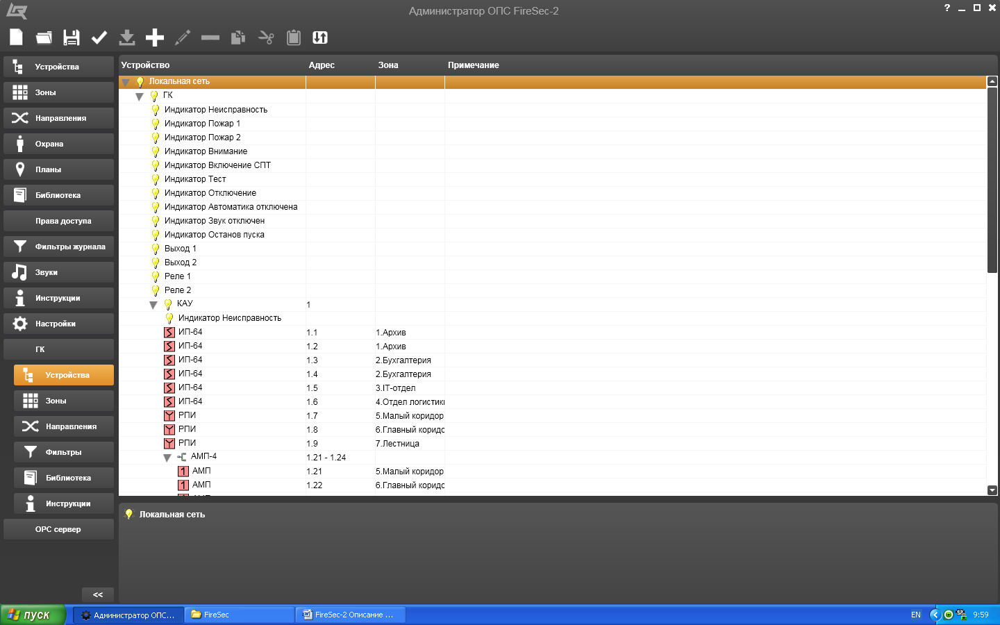 Администратор ОПС FireSec-2
?
Устройства
Зоны
Направления
Охрана
Планы
Библиотека
Права доступа
Фильтры журнала
Звуки
Инструкции
Настройки
ГК
Устройства
Зоны
Направления
Фильтры
Библиотека
Инструкции
ОРС сервер
<<
Устройство Адрес Зона Примечание
Локальная сеть
ГК
Индикатор Неисправность
Индикатор Пожар 1
Индикатор Пожар 2
Индикатор Внимание
Индикатор Включение СПТ
Индикатор Тест
Индикатор Отключение
Индикатор Автоматика отключена
Индикатор Звук отключен
Индикатор Останов пуска
Выход 1
Выход 2
Реле 1
Реле 2
КАУ 1
Индикатор Неисправность
ИП-64 1.1 1.Архив
ИП-64 1.2 1.Архив
ИП-64 1.3 2.Бухгалтерия
ИП-64 1.4 2.Бухгалтерия
ИП-64 1.5 3.IT-отдел
ИП-64 1.6 4.Отдел логистики
РПИ 1.7 5.Малый коридор
РПИ 1.8 6.Главный коридо
РПИ 1.9 7.Лестница
АМП-4 1.21 - 1.24
1 АМП 1.21 5.Малый коридор
1 АМП 1.22 6.Главный коридо
Локальная сеть
пуск
Администратор ОПС...
FireSec
FireSec-2 Описание ...
EN
9:59